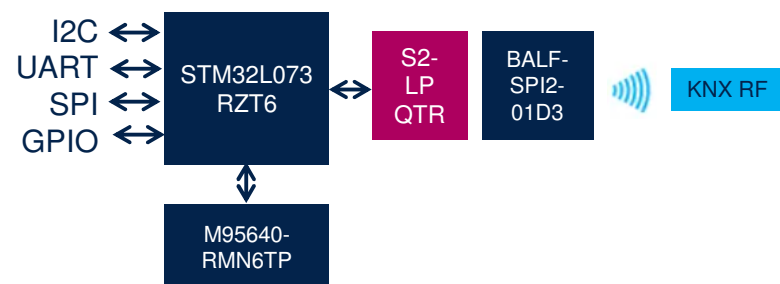 I2C
UART
SPI
GPIO
STM32L073
RZT6
S2-
LP
QTR
BALF-
SPI2-
01D3
KNX RF
M95640-
RMN6TP